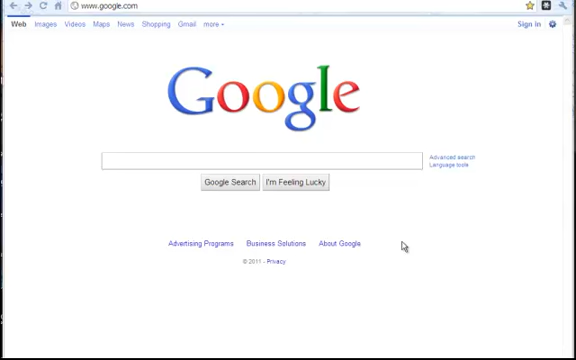 www.google.com
Web Images Videos Maps News Shopping Gmail more Sign in
Google
Advanced search
Language tools
Google Search I'm Feeling Lucky
Advertising Programs Business Solutions About Google
© 2011 - Privacy